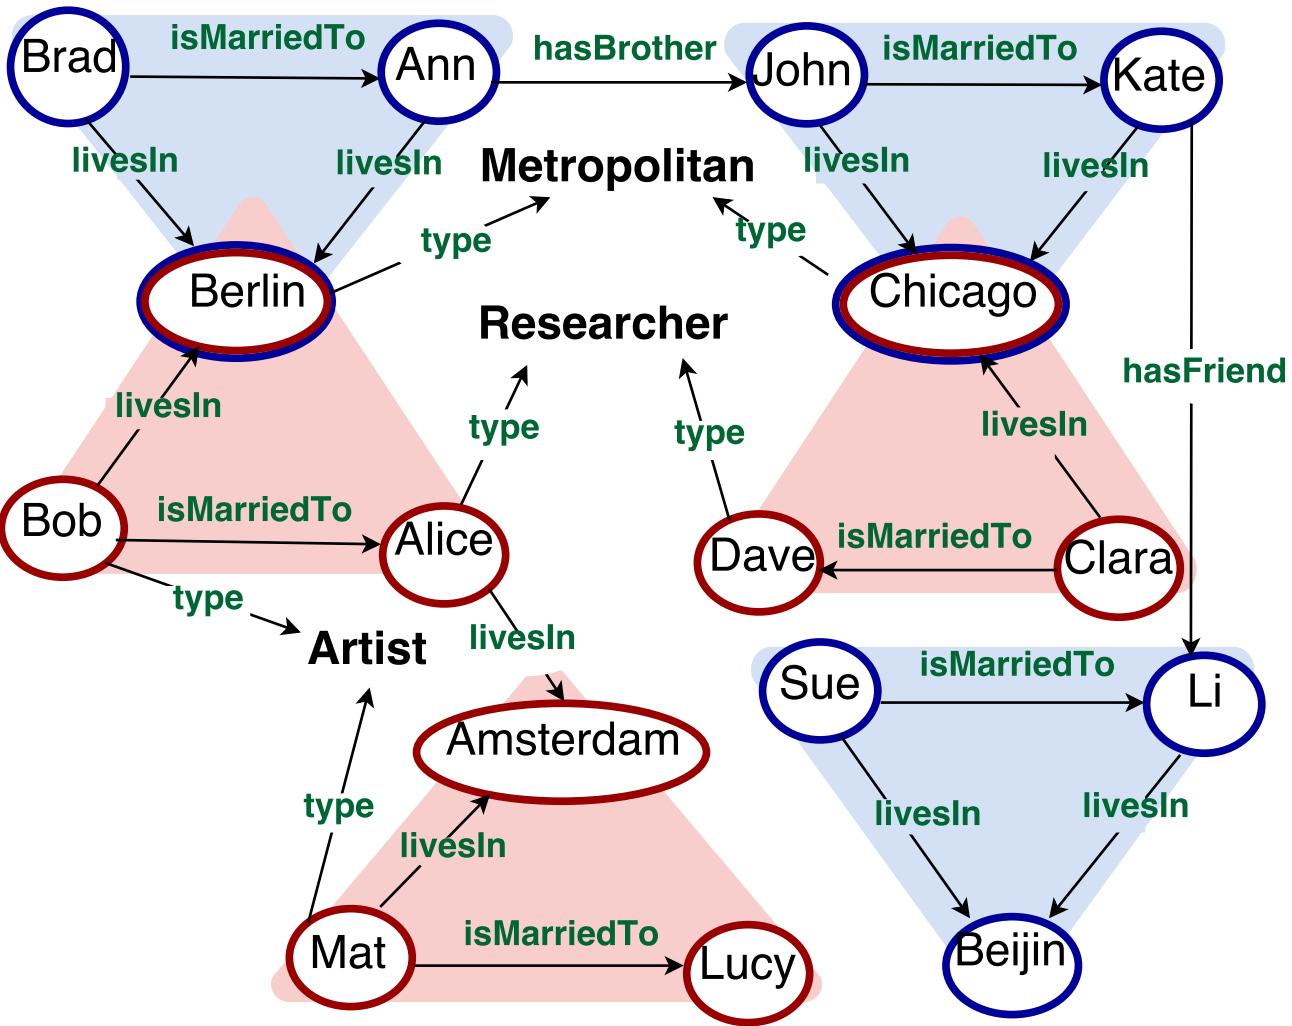 Brad
isMarriedTo
Ann
hasBrother
John
isMarriedTo
Kate
livesIn
livesIn
Metropolitan
livesIn
livesIn
type
type
Berlin
Chicago
Researcher
hasFriend
livesIn
type
type
livesIn
Bob
isMarriedTo
Alice
Dave
isMarriedTo
Clara
type
Artist
livesIn
Sue
isMarriedTo
Li
Amsterdam
type
livesIn
livesIn
livesIn
Mat
isMarriedTo
Lucy
Beijin